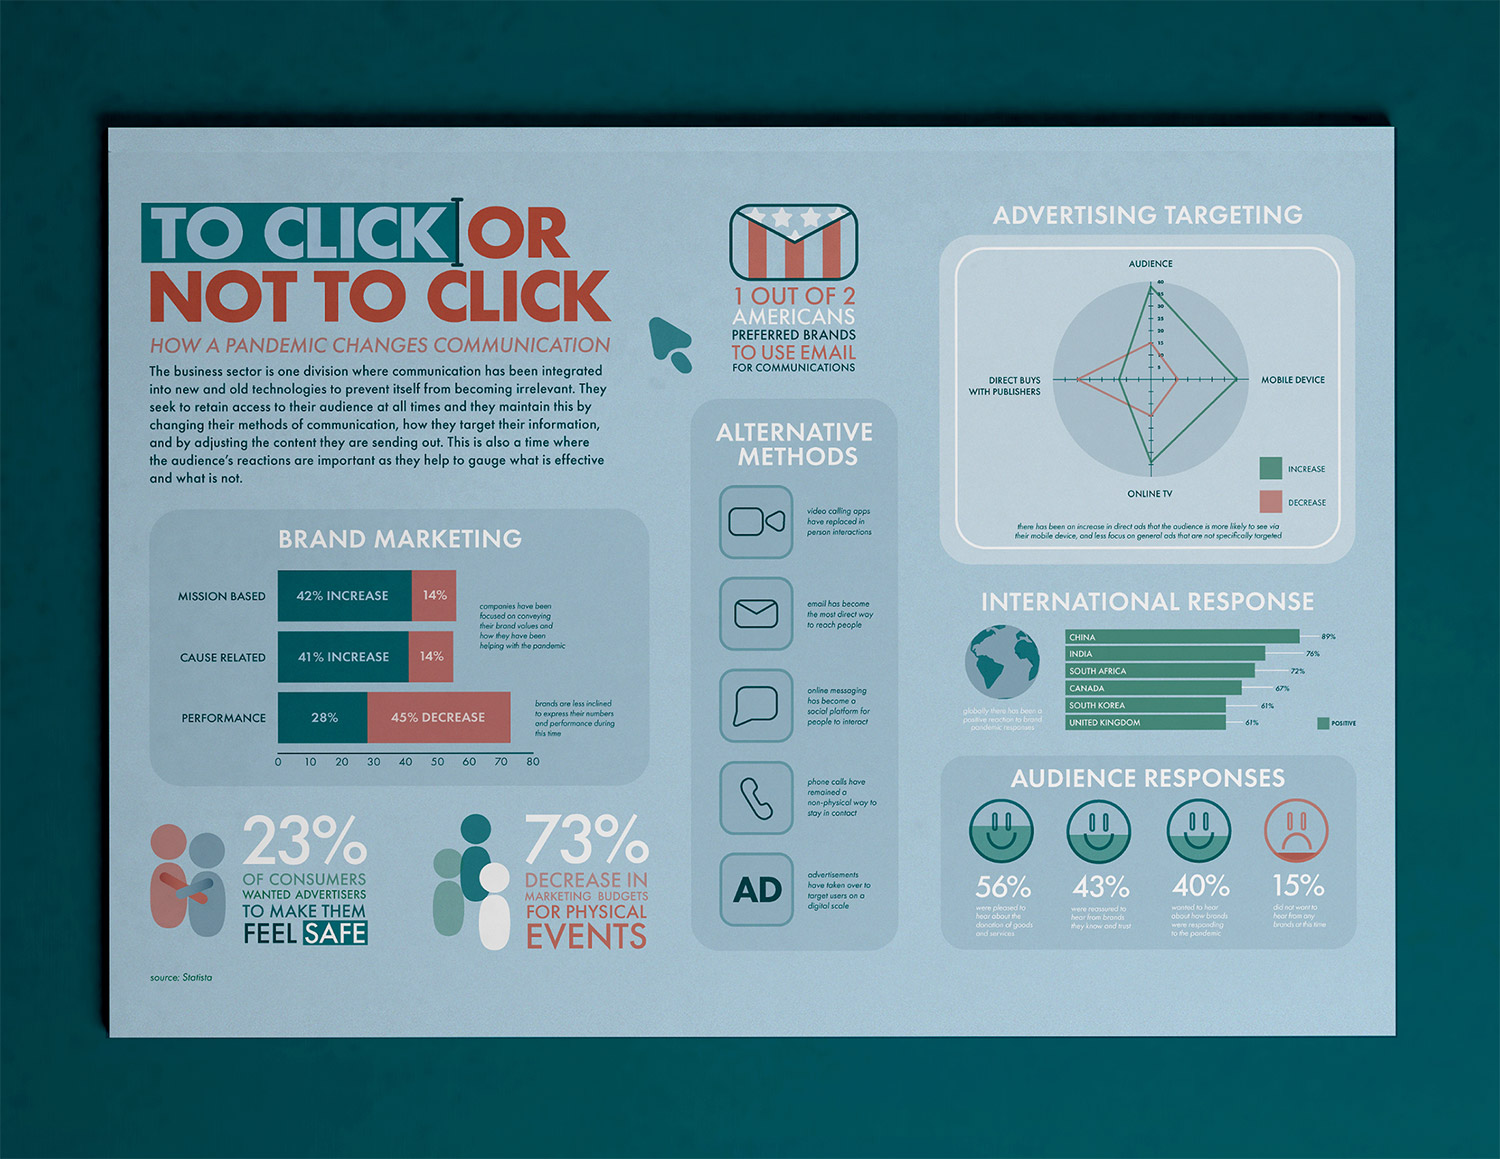 TO CLICK OR
NOT TO CLICK
HOW A PANDEMIC CHANGES COMMUNICATION
The business sector is one division where communication has been integrated
into new and old technologies to prevent itself from becoming irrelevant. They
seek to retain access to their audience at all times and they maintain this by
changing their methods of communication, how they target their information,
and by adjusting the content they are sending out. This is also a time where
the audience's reactions are important as they help to gauge what is effective
and what is not.
BRAND MARKETING
MISSION BASED
42% INCREASE
14%
CAUSE RELATED
41% INCREASE
14%
PERFORMANCE
28%
45% DECREASE
0 10 20 30 40 50 60 70 80
companies have been
focused on conveying
their brand values and
how they have been
helping with the pandemic
brands are less inclined
to express their numbers
and performance during
this time
23%
OF CONSUMERS
WANTED ADVERTISERS
TO MAKE THEM
FEEL SAFE
73%
DECREASE IN
MARKETING BUDGETS
FOR PHYSICAL
EVENTS
source: Statista
1 OUT OF 2
AMERICANS
PREFERRED BRANDS
TO USE EMAIL
FOR COMMUNICATIONS
ALTERNATIVE
METHODS
video calling apps
have replaced in
person interactions
email has become
the most direct way
to reach people
online messaging
has become a
social platform for
people to interact
phone calls have
remained a
non-physical way to
stay in contact
AD
advertisements
have taken over to
target users on a
digital scale
ADVERTISING TARGETING
AUDIENCE
40
35
30
25
20
15
10
5
DIRECT BUYS
WITH PUBLISHERS
MOBILE DEVICE
ONLINE TV
INCREASE
DECREASE
there has been an increase in direct ads that the audience is more likely to see via
their mobile device, and less focus on general ads that are not specifically targeted
INTERNATIONAL RESPONSE
CHINA 89%
INDIA 76%
SOUTH AFRICA 72%
CANADA 67%
SOUTH KOREA 61%
UNITED KINGDOM 61%
POSITIVE
globally there has been a
positive reaction to brand
pandemic responses
AUDIENCE RESPONSES
56%
were pleased to
hear about the
donation of goods
and services
43%
were reassured to
hear from brands
they know and trust
40%
wanted to hear
about how brands
were responding
to the pandemic
15%
did not want to
hear from any
brands at this time